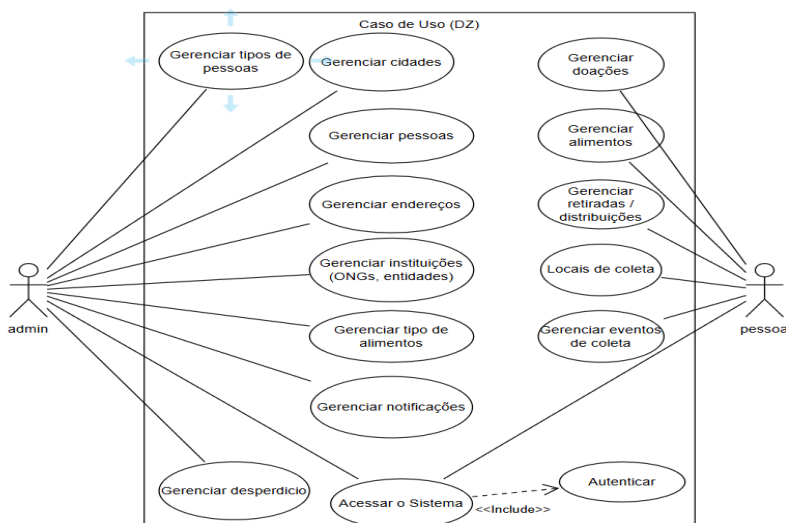 Caso de Uso (DZ)
Gerenciar tipos de
pessoas
Gerenciar cidades
Gerenciar
doações
Gerenciar pessoas
Gerenciar
alimentos
Gerenciar endereços
Gerenciar
retiradas /
distribuições
Gerenciar instituições
(ONGs, entidades)
Locais de coleta
admin
pessoa
Gerenciar tipo de
alimentos
Gerenciar eventos
de coleta
Gerenciar notificações
Gerenciar desperdicio
Acessar o Sistema
<<Include>>
Autenticar